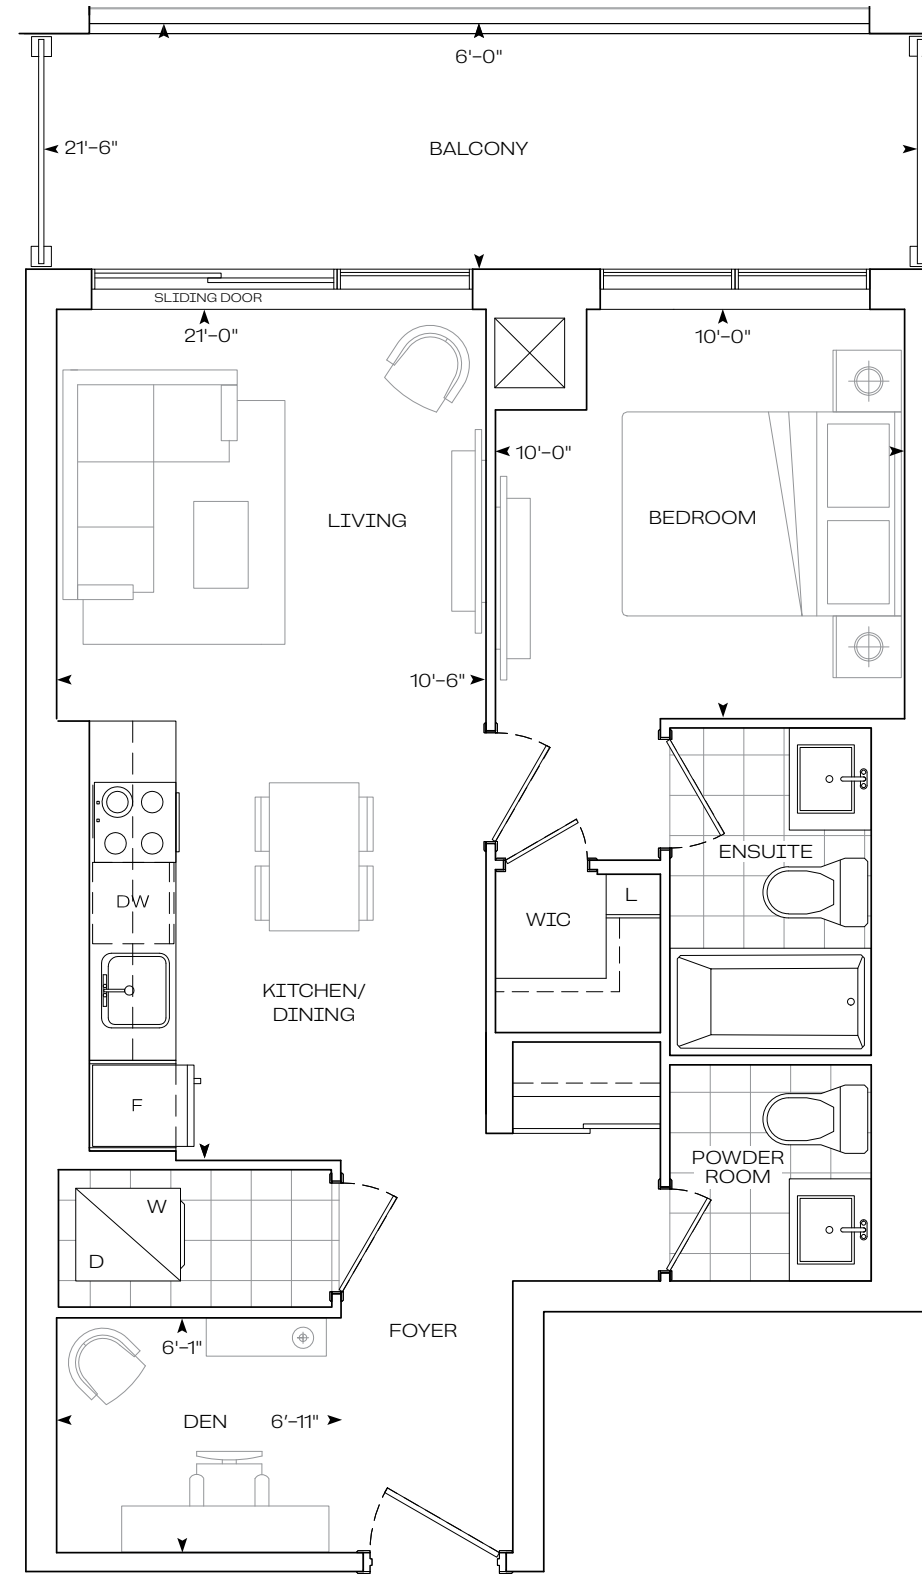 6'-0"
21'-6"
BALCONY
SLIDING DOOR
21'-0"
10'-0"
10'-0"
LIVING
BEDROOM
10'-6"
ENSUITE
DW
WIC
L
KITCHEN/
DINING
F
POWDER
ROOM
W
D
FOYER
6'-1"
DEN
6'-11"